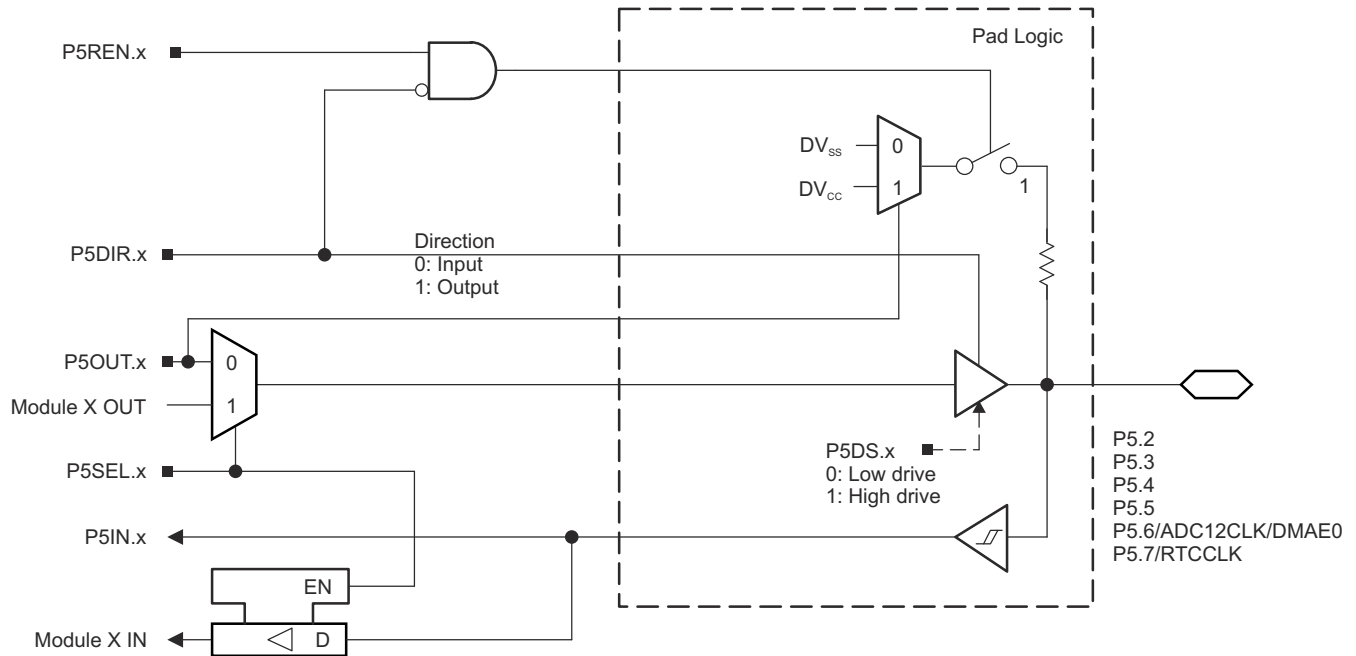 Pad Logic
P5REN.x
DVSS
0
DVCC
1
1
P5DIR.x
Direction
0: Input
1: Output
P5OUT.x
0
Module X OUT
1
P5DS.x
0: Low drive
1: High drive
P5SEL.x
P5.2
P5.3
P5.4
P5.5
P5.6/ADC12CLK/DMAE0
P5.7/RTCCLK
P5IN.x
EN
Module X IN
D